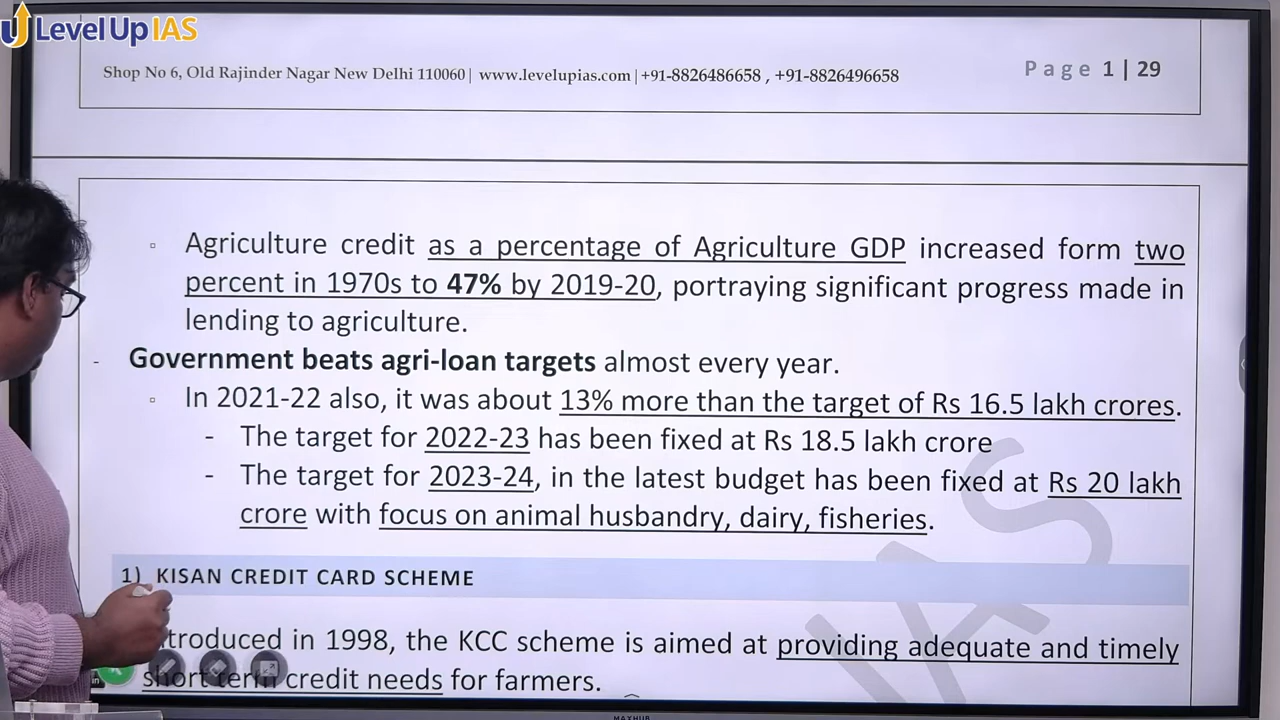 Level Up IAS
Shop No 6, Old Rajinder Nagar New Delhi 110060 | www.levelupias.com | +91-8826486658 , +91-8826496658
Page 1 | 29
▫ Agriculture credit as a percentage of Agriculture GDP increased form two
percent in 1970s to 47% by 2019-20, portraying significant progress made in
lending to agriculture.
- Government beats agri-loan targets almost every year.
▫ In 2021-22 also, it was about 13% more than the target of Rs 16.5 lakh crores.
- The target for 2022-23 has been fixed at Rs 18.5 lakh crore
- The target for 2023-24, in the latest budget has been fixed at Rs 20 lakh
crore with focus on animal husbandry, dairy, fisheries.
IAS
1) KISAN CREDIT CARD SCHEME
troduced in 1998, the KCC scheme is aimed at providing adequate and timely
short term credit needs for farmers.
MAXHUB